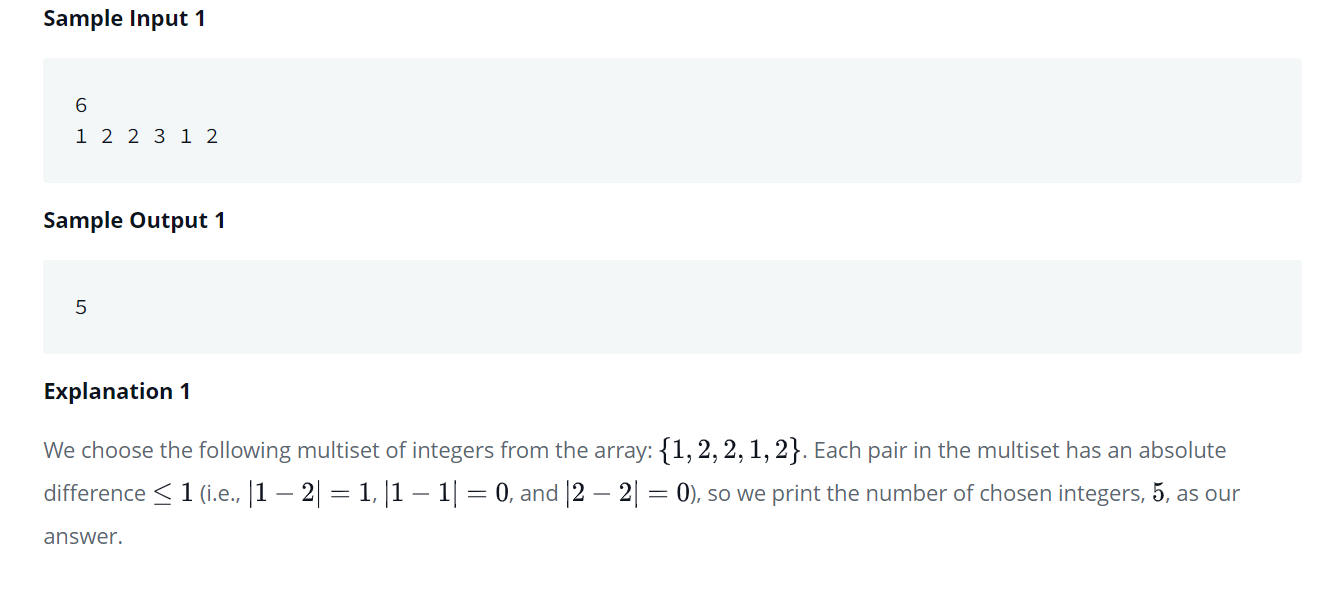 Sample Input 1
6
1 2 2 3 1 2
Sample Output 1
5
Explanation 1
We choose the following multiset of integers from the array: {1, 2, 2, 1, 2}. Each pair in the multiset has an absolute
difference ≤ 1 (i.e., |1 − 2| = 1, |1 − 1| = 0, and |2 − 2| = 0), so we print the number of chosen integers, 5, as our
answer.